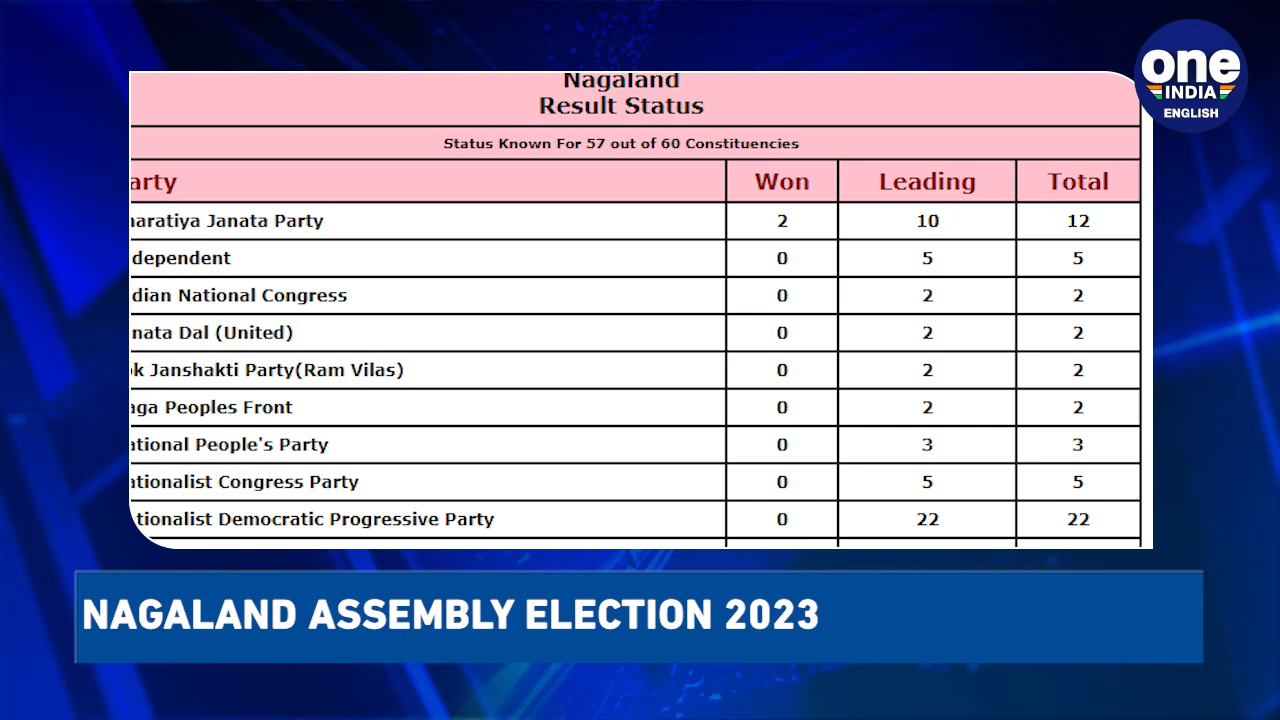 one
INDIA
ENGLISH
Nagaland
Result Status
Status Known For 57 out of 60 Constituencies
arty Won Leading Total
haratiya Janata Party 2 10 12
dependent 0 5 5
dian National Congress 0 2 2
nata Dal (United) 0 2 2
k Janshakti Party(Ram Vilas) 0 2 2
aga Peoples Front 0 2 2
ational People's Party 0 3 3
ationalist Congress Party 0 5 5
tionalist Democratic Progressive Party 0 22 22
NAGALAND ASSEMBLY ELECTION 2023